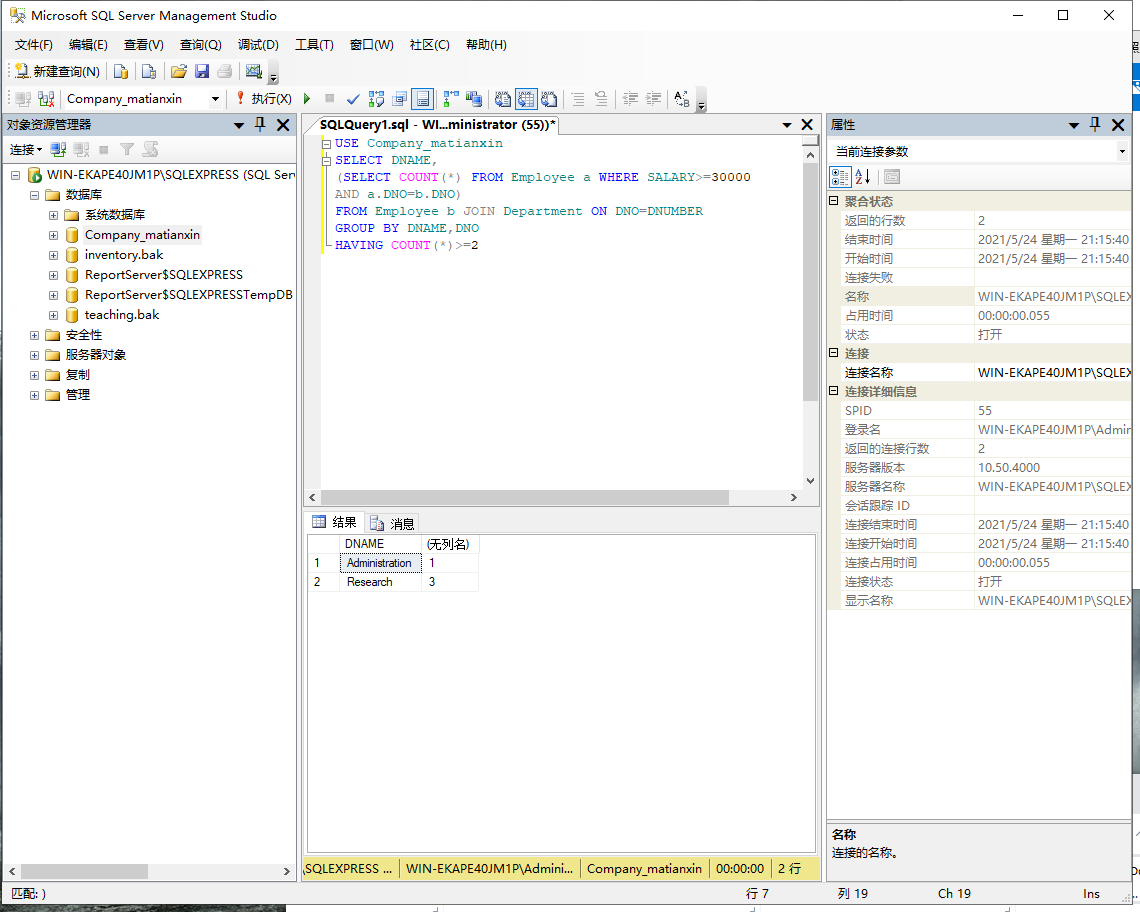 Microsoft SQL Server Management Studio
文件(F) 编辑(E) 查看(V) 查询(Q) 调试(D) 工具(T) 窗口(W) 社区(C) 帮助(H)
新建查询(N)
Company_matianxin 执行(X)
对象资源管理器
连接
WIN-EKAPE40JM1P\SQLEXPRESS (SQL Ser
数据库
系统数据库
Company_matianxin
inventory.bak
ReportServer$SQLEXPRESS
ReportServer$SQLEXPRESSTempDB
teaching.bak
安全性
服务器对象
复制
管理
SQLQuery1.sql - WI...ministrator (55))*
USE Company_matianxin
SELECT DNAME,
(SELECT COUNT(*) FROM Employee a WHERE SALARY>=30000
AND a.DNO=b.DNO)
FROM Employee b JOIN Department ON DNO=DNUMBER
GROUP BY DNAME,DNO
HAVING COUNT(*)>=2
结果 消息
DNAME (无列名)
1 Administration 1
2 Research 3
\SQLEXPRESS ... WIN-EKAPE40JM1P\Admini... Company_matianxin 00:00:00 2 行
属性
当前连接参数
聚合状态
返回的行数 2
结束时间 2021/5/24 星期一 21:15:40
开始时间 2021/5/24 星期一 21:15:40
连接失败
名称 WIN-EKAPE40JM1P\SQLEX
占用时间 00:00:00.055
状态 打开
连接
连接名称 WIN-EKAPE40JM1P\SQLEX
连接详细信息
SPID 55
登录名 WIN-EKAPE40JM1P\Admir
返回的连接行数 2
服务器版本 10.50.4000
服务器名称 WIN-EKAPE40JM1P\SQLEX
会话跟踪 ID
连接结束时间 2021/5/24 星期一 21:15:40
连接开始时间 2021/5/24 星期一 21:15:40
连接占用时间 00:00:00.055
连接状态 打开
显示名称 WIN-EKAPE40JM1P\SQLEX
名称
连接的名称。
匹配: ) 行 7 列 19 Ch 19 Ins